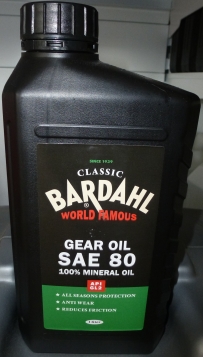 SINCE 1939
CLASSIC
BARDAHL
®
WORLD FAMOUS
GEAR OIL
SAE 80
100% MINERAL OIL
API
GL3
★ ALL SEASONS PROTECTION
★ ANTI WEAR
★ REDUCES FRICTION